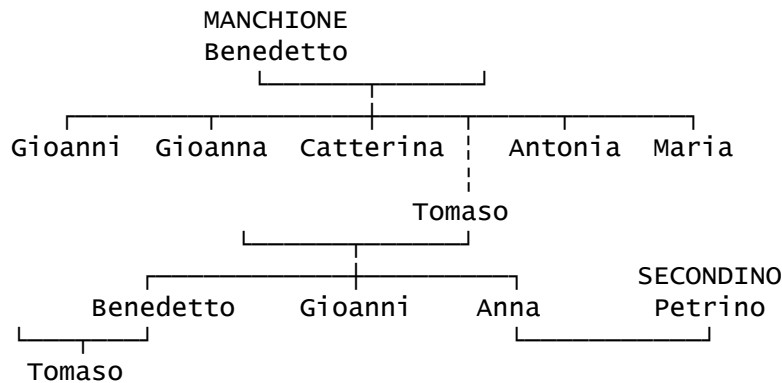 MANCHIONE
Benedetto
Gioanni Gioanna Catterina Antonia Maria
Tomaso
SECONDINO
Benedetto Gioanni Anna Petrino
Tomaso